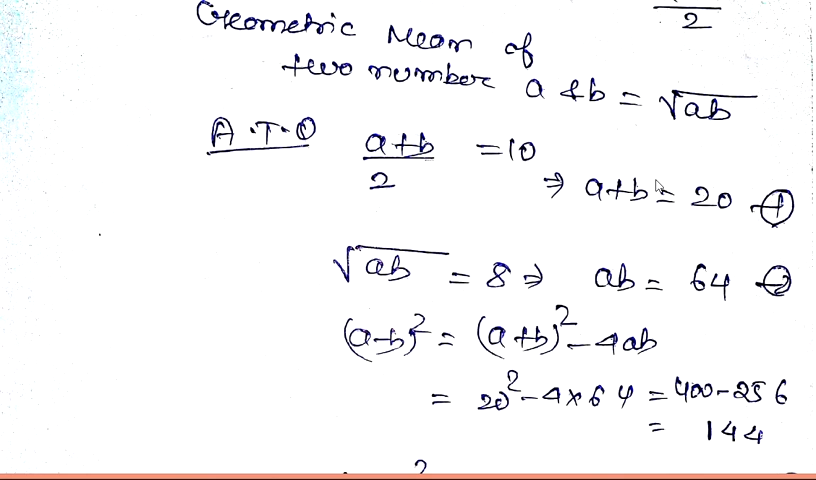 2
Geometric Mean of
two number a & b = √ab
A.T.Q a+b/2 = 10
⇒ a+b = 20 —①
√ab = 8 ⇒ ab = 64 —②
(a-b)² = (a+b)² - 4ab
= 20² - 4×64 = 400-256
= 144
2